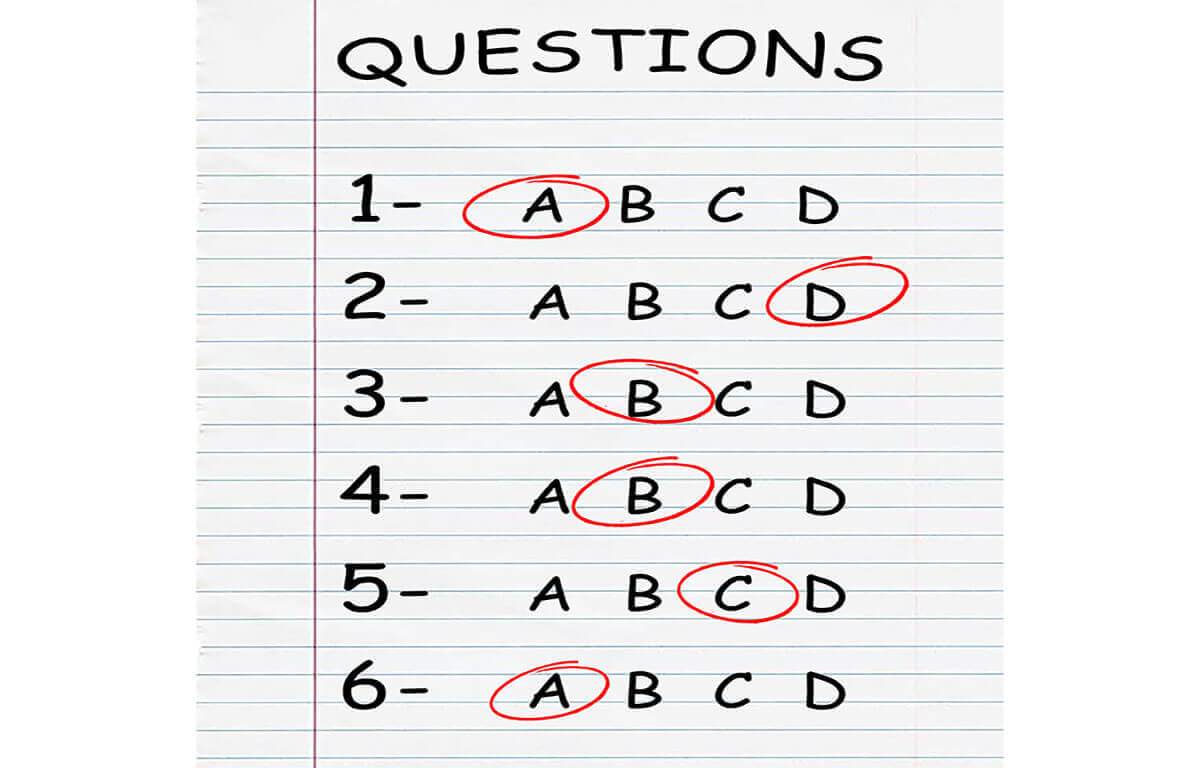 QUESTIONS
1- A B C D
2- A B C D
3- A B C D
4- A B C D
5- A B C D
6- A B C D